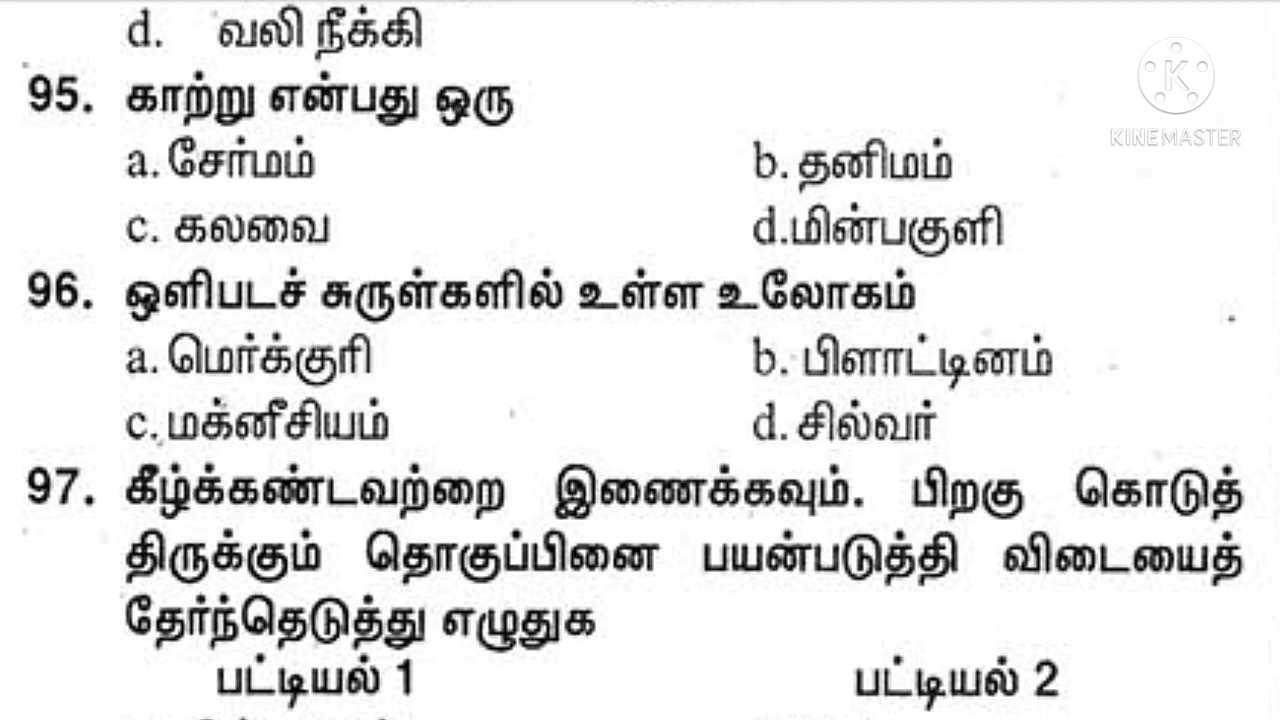 d. வலி நீக்கி
95. காற்று என்பது ஒரு
a. சேர்மம் b. தனிமம்
c. கலவை d.மின்பகுளி
96. ஒளிபடச் சுருள்களில் உள்ள உலோகம்
a. மெர்க்குரி b. பிளாட்டினம்
c. மக்னீசியம் d. சில்வர்
97. கீழ்க்கண்டவற்றை இணைக்கவும். பிறகு கொடுத்
திருக்கும் தொகுப்பினை பயன்படுத்தி விடையைத்
தேர்ந்தெடுத்து எழுதுக
பட்டியல் 1 பட்டியல் 2
K
KINEMASTER